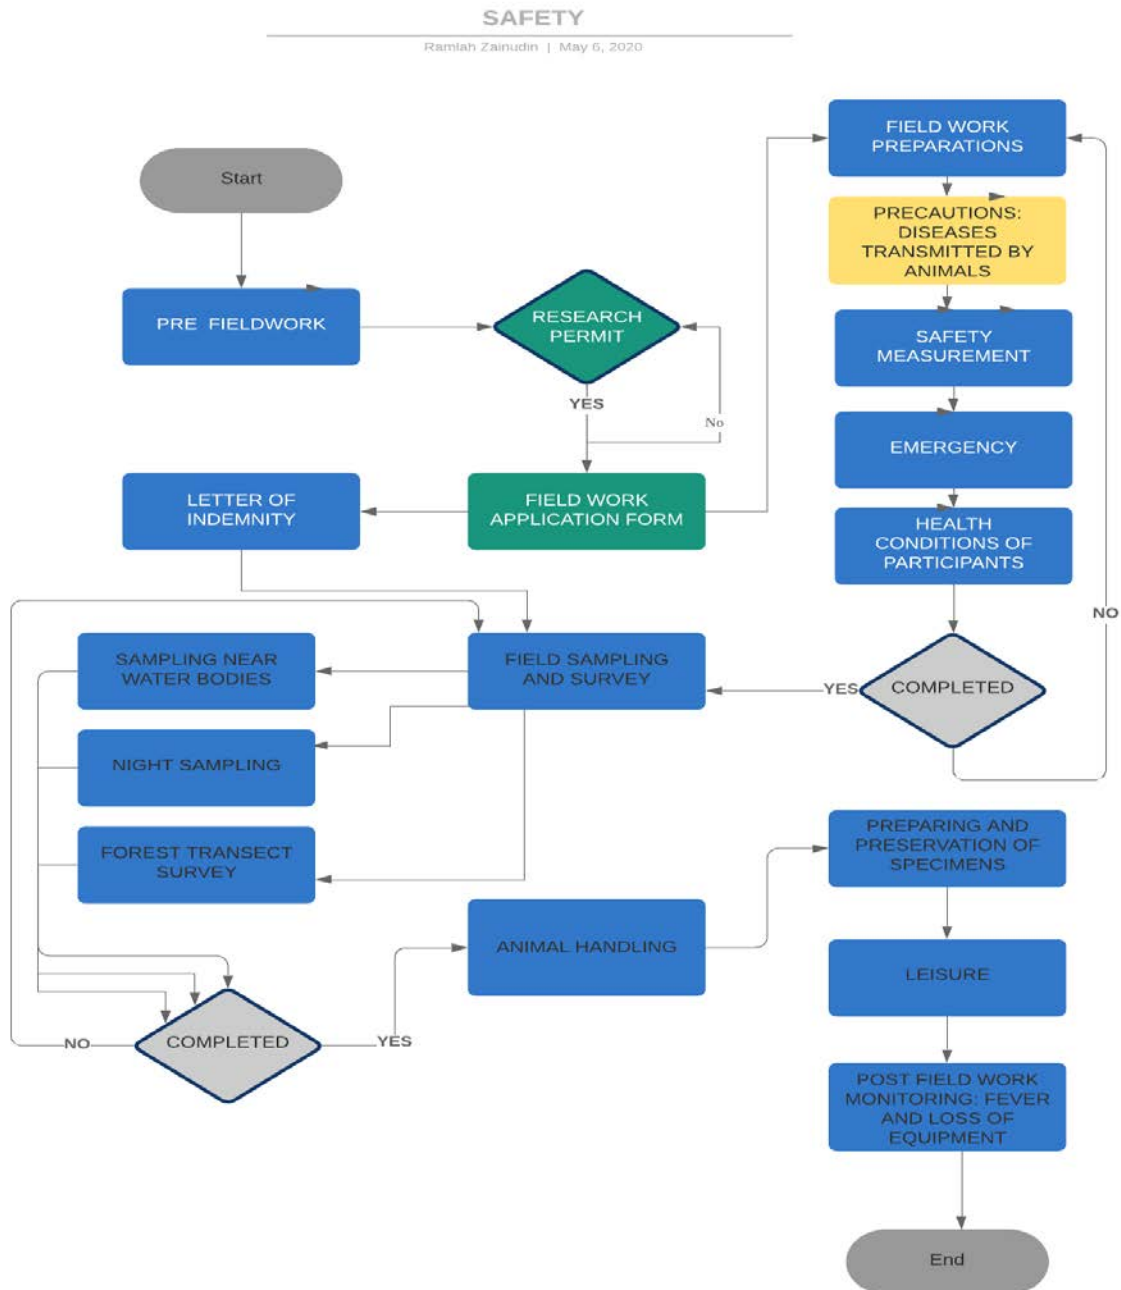 SAFETY
Ramlah Zainudin | May 6, 2020
Start
PRE FIELDWORK
RESEARCH
PERMIT
YES
No
FIELD WORK
APPLICATION FORM
LETTER OF
INDEMNITY
FIELD WORK
PREPARATIONS
PRECAUTIONS:
DISEASES
TRANSMITTED BY
ANIMALS
SAFETY
MEASUREMENT
EMERGENCY
HEALTH
CONDITIONS OF
PARTICIPANTS
COMPLETED
NO
YES
FIELD SAMPLING
AND SURVEY
SAMPLING NEAR
WATER BODIES
NIGHT SAMPLING
FOREST TRANSECT
SURVEY
COMPLETED
NO
YES
ANIMAL HANDLING
PREPARING AND
PRESERVATION OF
SPECIMENS
LEISURE
POST FIELD WORK
MONITORING: FEVER
AND LOSS OF
EQUIPMENT
End